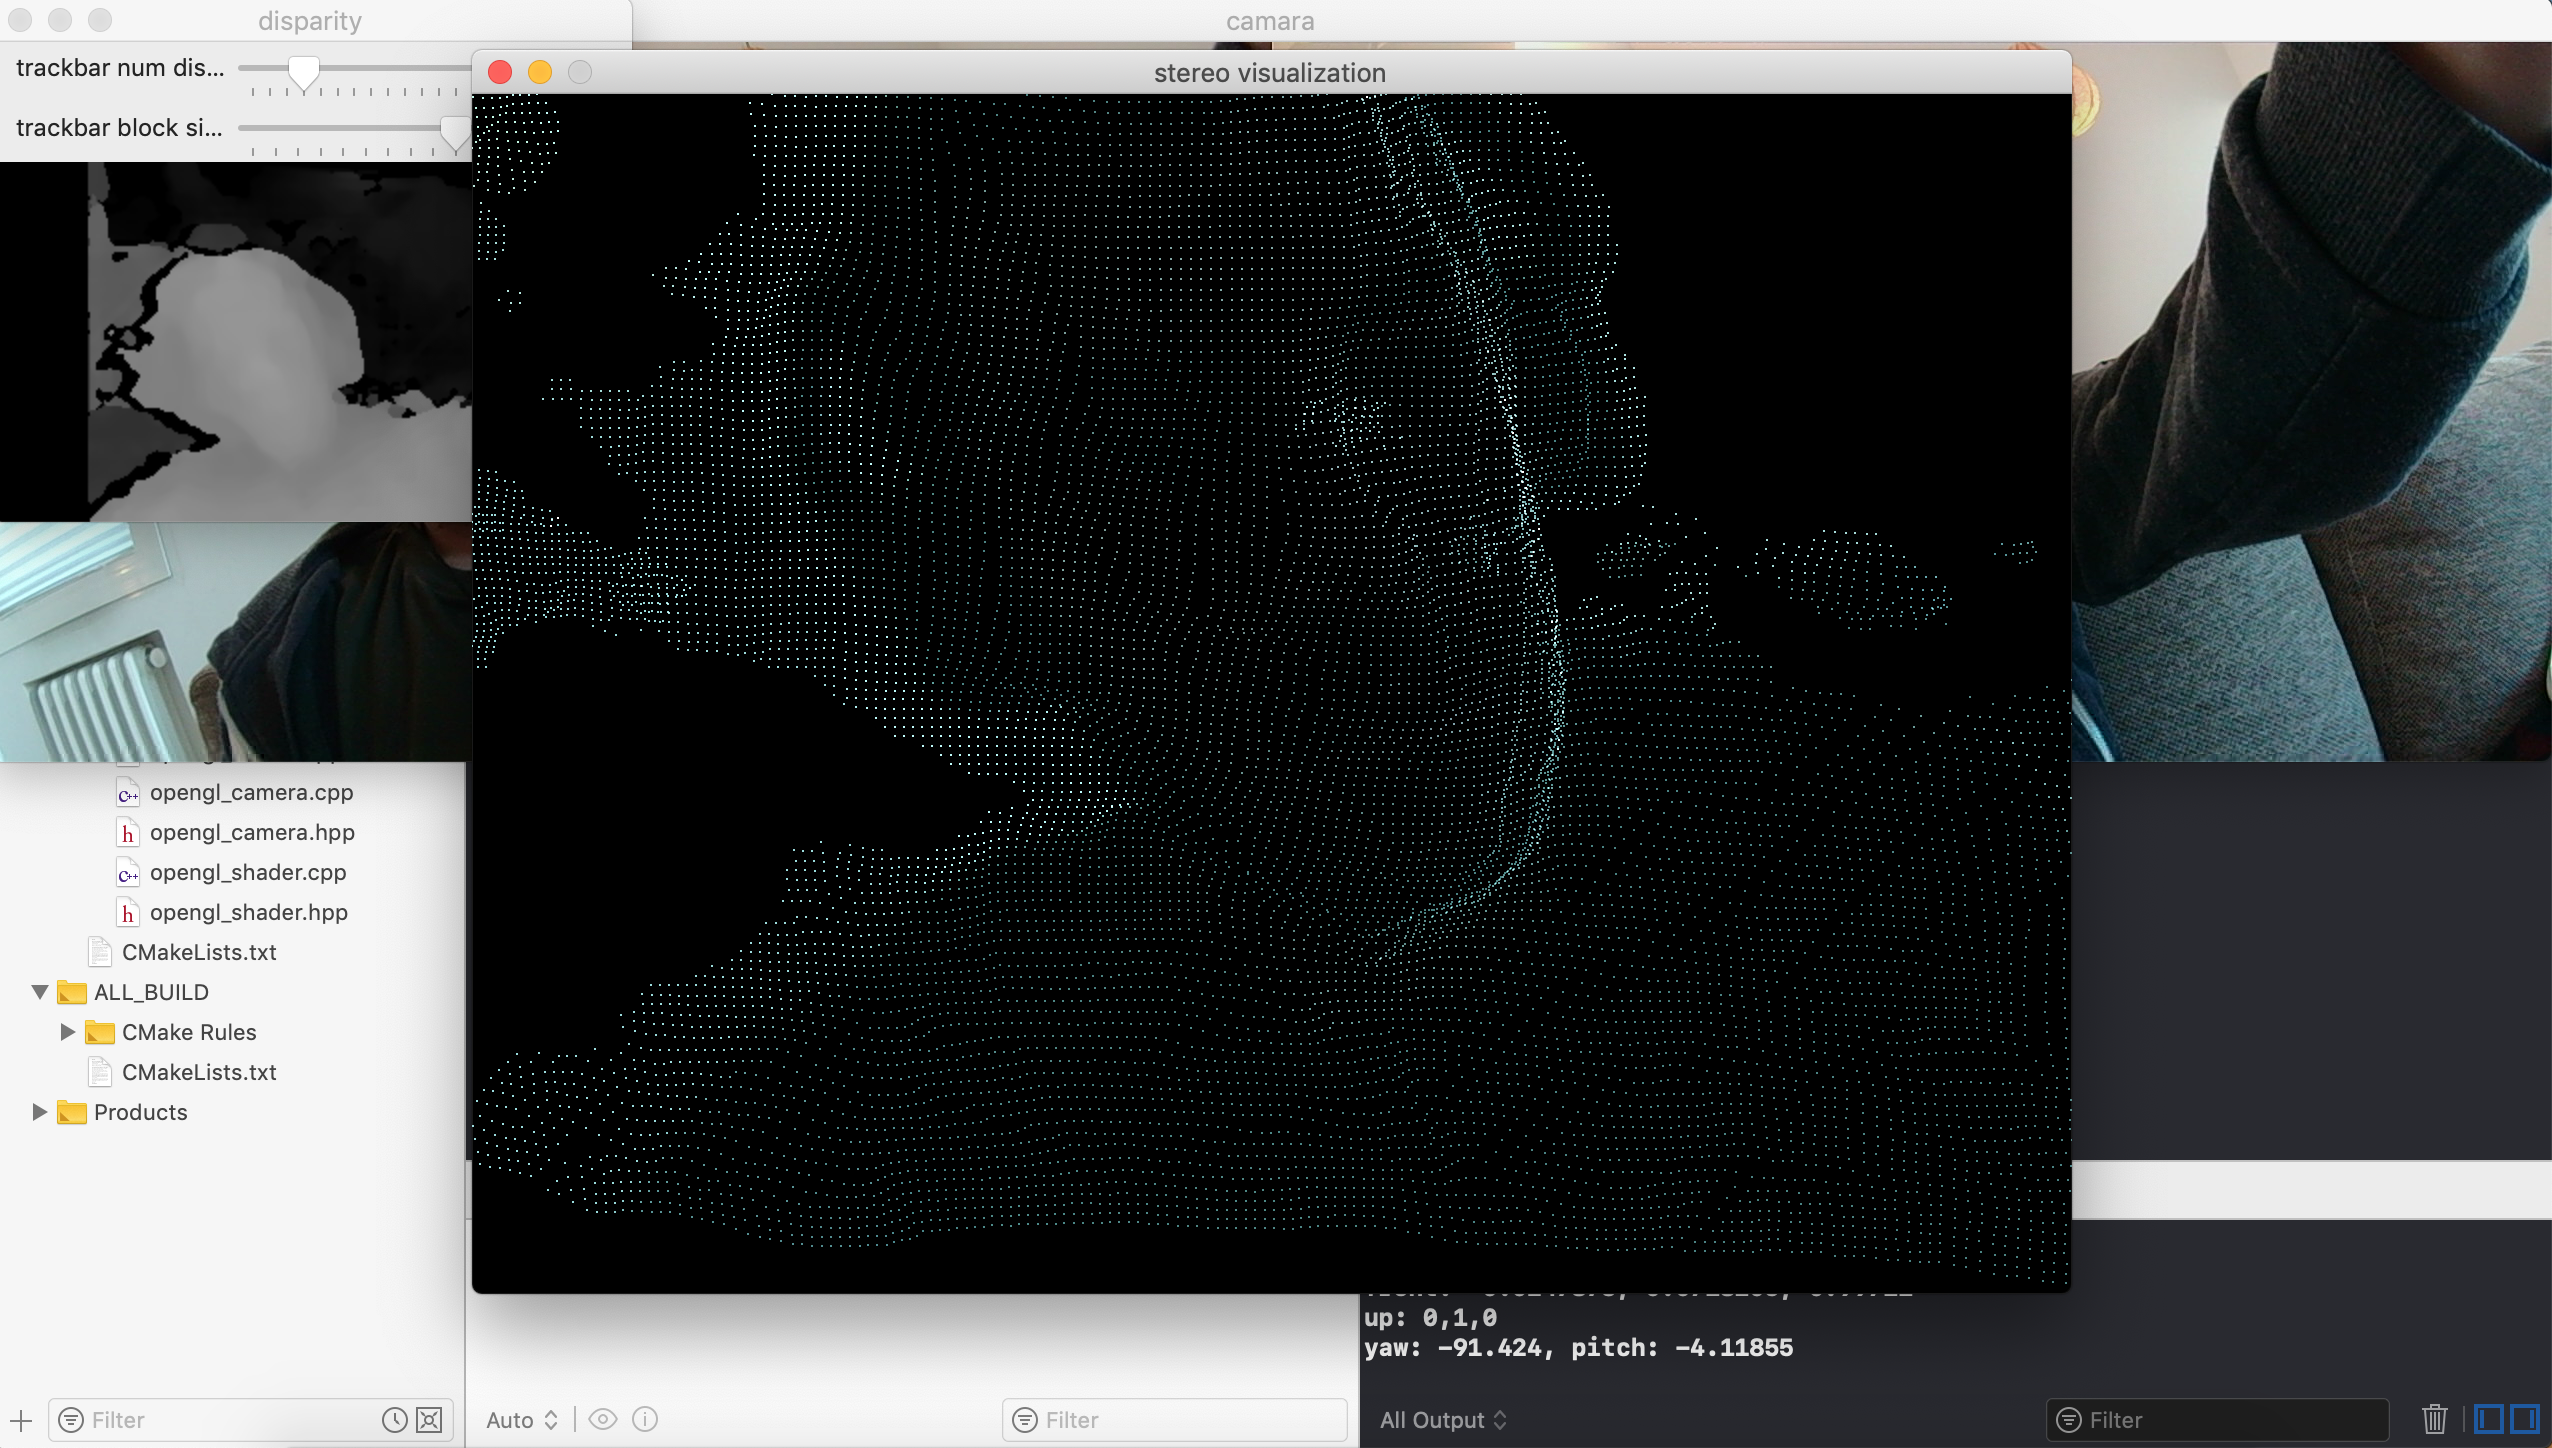 disparity
camara
trackbar num dis...
stereo visualization
trackbar block si...
opengl_camera.cpp
opengl_camera.hpp
opengl_shader.cpp
opengl_shader.hpp
CMakeLists.txt
ALL_BUILD
CMake Rules
CMakeLists.txt
Products
up: 0,1,0
yaw: -91.424, pitch: -4.11855
Filter
Auto
Filter
All Output
Filter